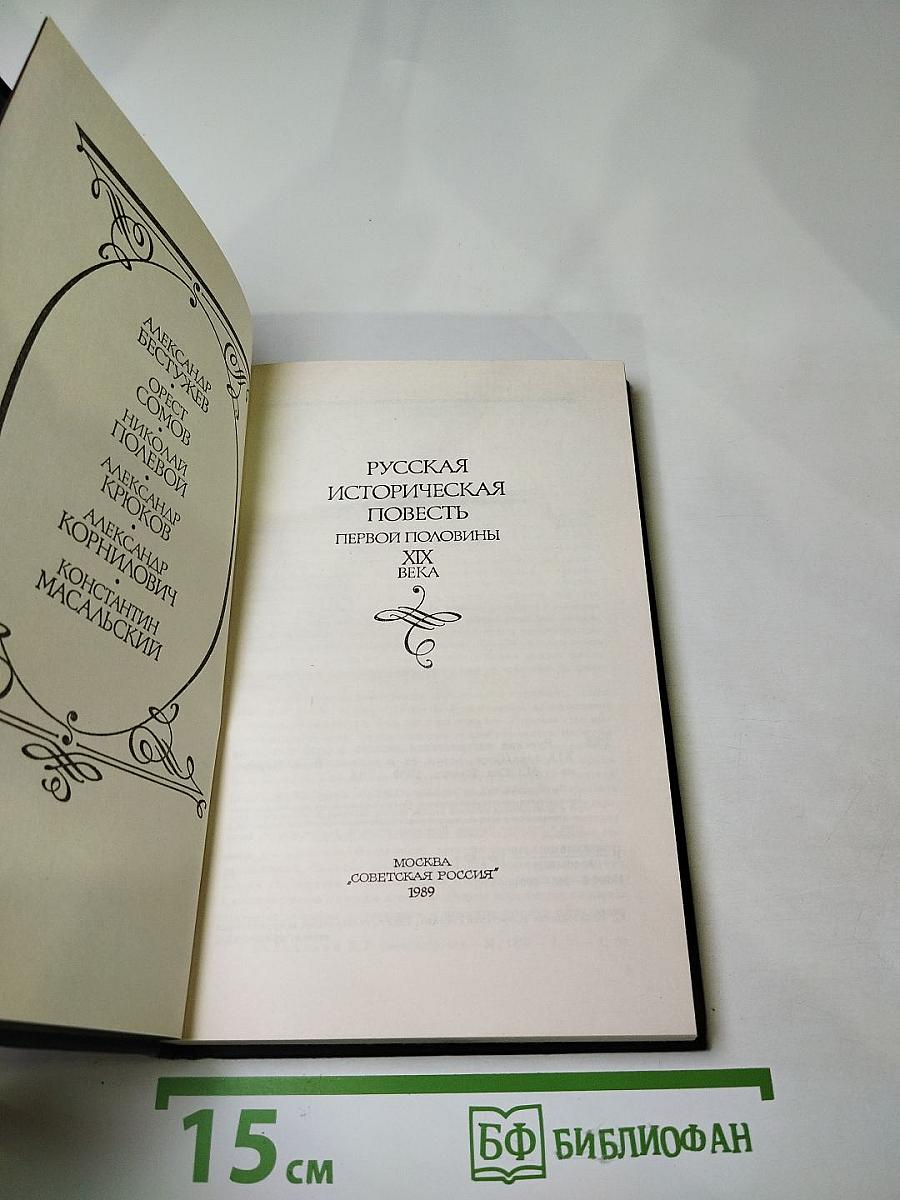 АЛЕКСАНДР
БЕСТУЖЕВ
•
ОРЕСТ
СОМОВ
•
НИКОЛАЙ
ПОЛЕВОЙ
•
АЛЕКСАНДР
КРЮКОВ
•
АЛЕКСАНДР
КОРНИЛОВИЧ
•
КОНСТАНТИН
МАСАЛЬСКИЙ
РУССКАЯ
ИСТОРИЧЕСКАЯ
ПОВЕСТЬ
ПЕРВОЙ ПОЛОВИНЫ
XIX
ВЕКА
МОСКВА
„СОВЕТСКАЯ РОССИЯ"
1989
15 СМ
БФ БИБЛИОФАН